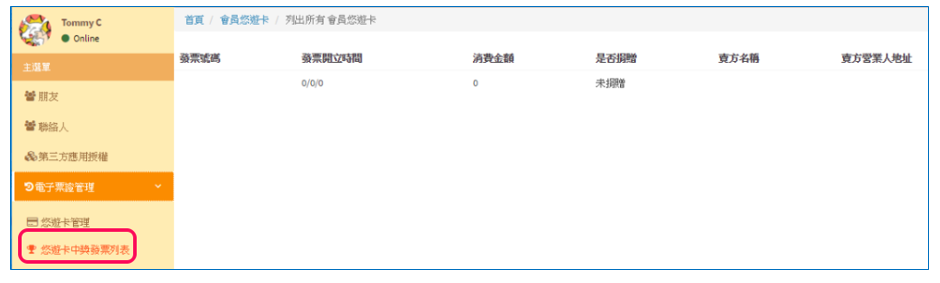 Tommy C
Online
首頁 / 會員悠遊卡 / 列出所有 會員悠遊卡
主選單
發票號碼 發票開立時間 消費金額 是否捐贈 賣方名稱 賣方營業人地址
0/0/0 0 未捐贈
朋友
聯絡人
第三方應用授權
電子票證管理
悠遊卡管理
悠遊卡中獎發票列表